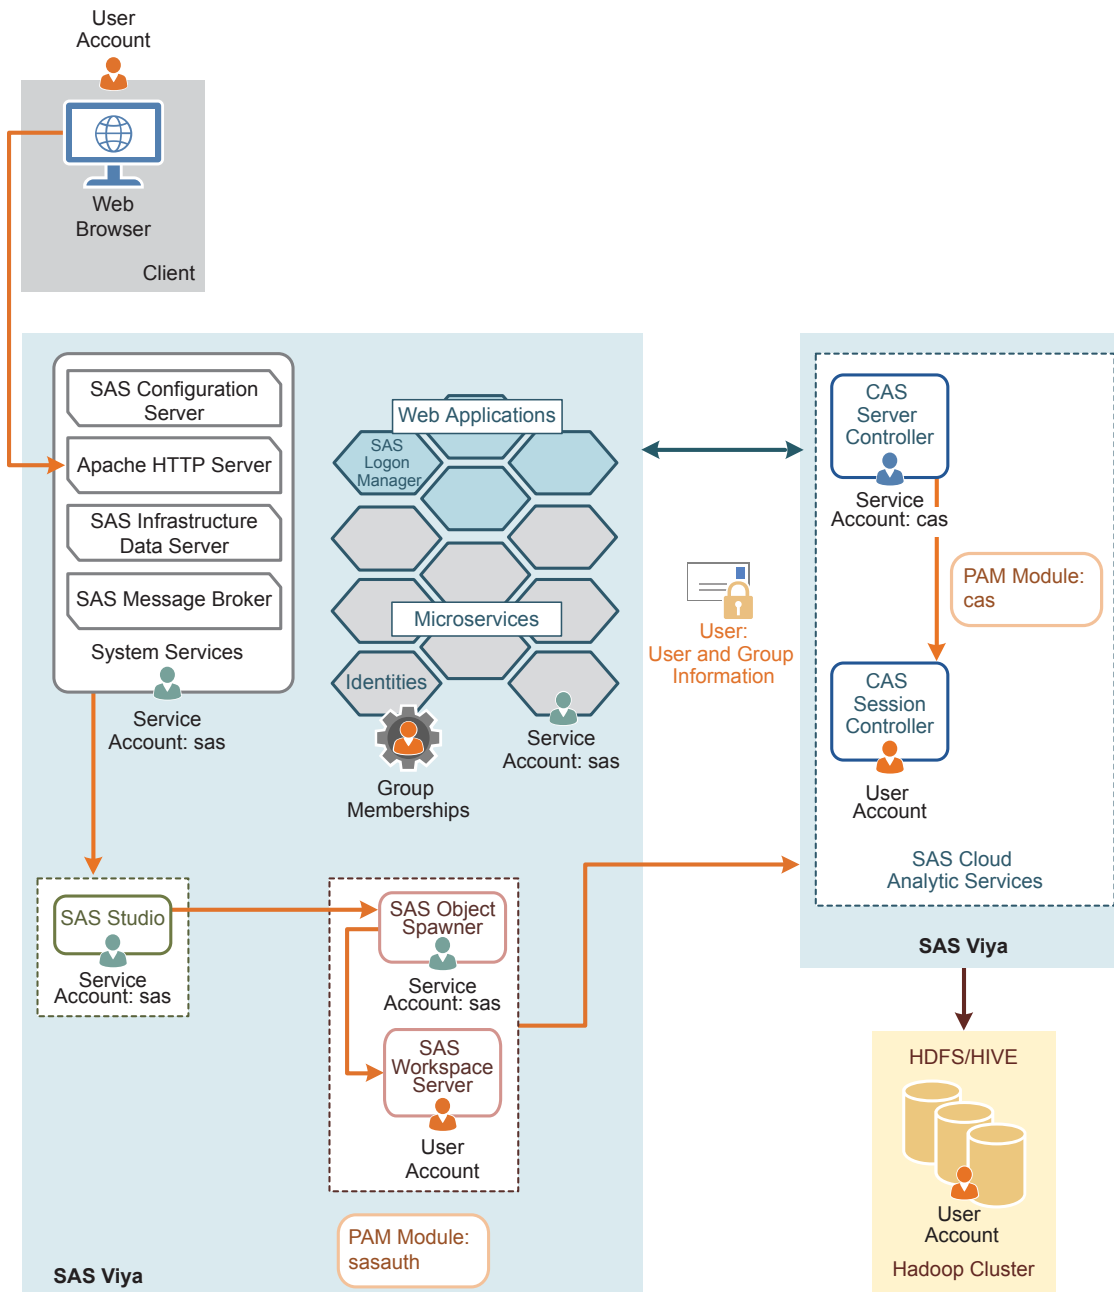 User
Account
Web
Browser
Client
SAS Configuration
Server
Apache HTTP Server
SAS Infrastructure
Data Server
SAS Message Broker
System Services
Service
Account: sas
Web Applications
SAS
Logon
Manager
Microservices
Identities
Group
Memberships
Service
Account: sas
User:
User and Group
Information
CAS
Server
Controller
Service
Account: cas
PAM Module:
cas
CAS
Session
Controller
User
Account
SAS Cloud
Analytic Services
SAS Viya
SAS Studio
Service
Account: sas
SAS Object
Spawner
Service
Account: sas
SAS
Workspace
Server
User
Account
PAM Module:
sasauth
SAS Viya
HDFS/HIVE
User
Account
Hadoop Cluster